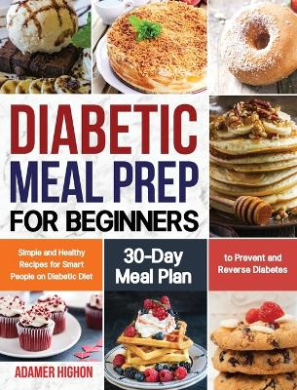 DIABETIC
MEAL PREP
FOR BEGINNERS
Simple and Healthy
Recipes for Smart
People on Diabetic Diet
30-Day
Meal Plan
to Prevent and
Reverse Diabetes
ADAMER HIGHON